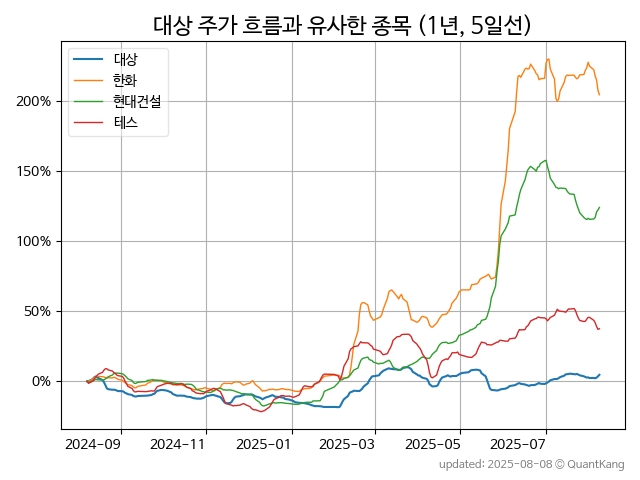 대상 주가 흐름과 유사한 종목 (1년, 5일선)
대상
한화
현대건설
테스
200%
150%
100%
50%
0%
2024-09 2024-11 2025-01 2025-03 2025-05 2025-07
updated: 2025-08-08 © QuantKang